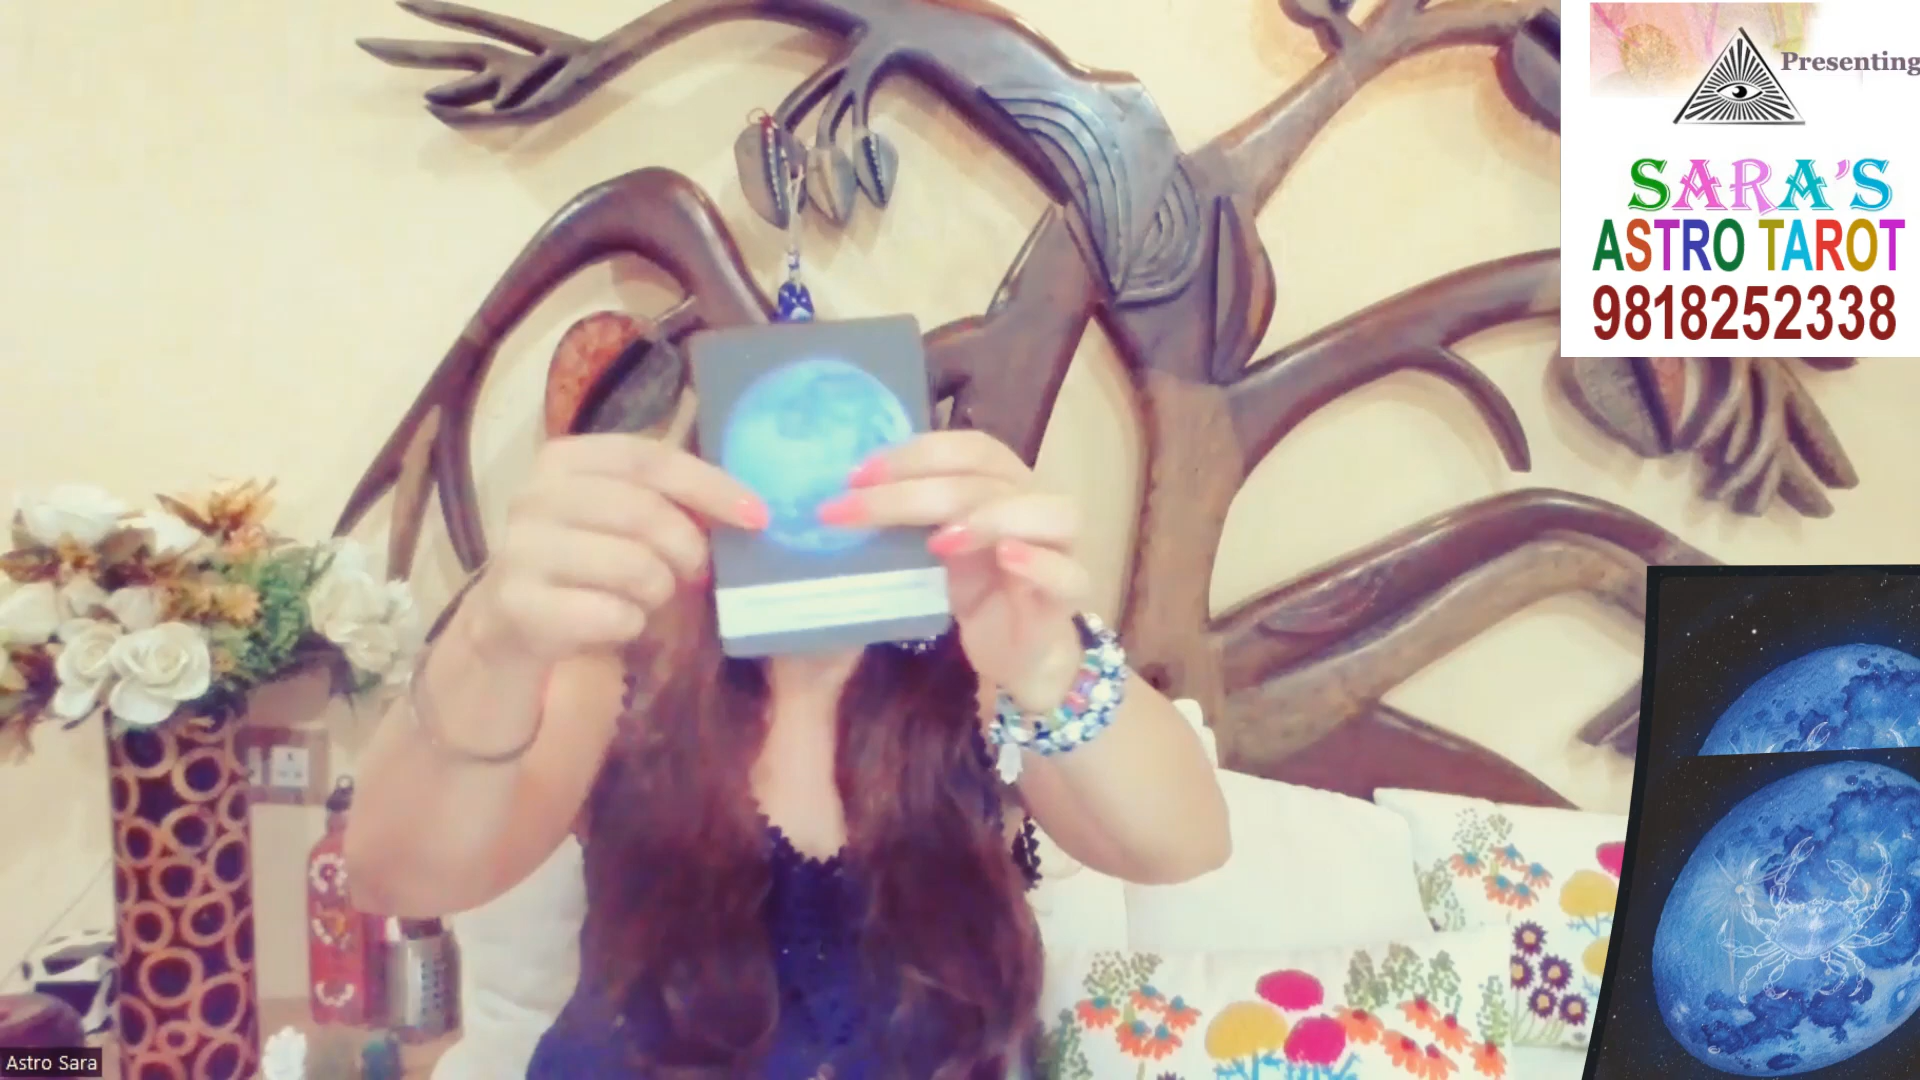 Presenting
SARA'S
ASTRO TAROT
9818252338
Astro Sara